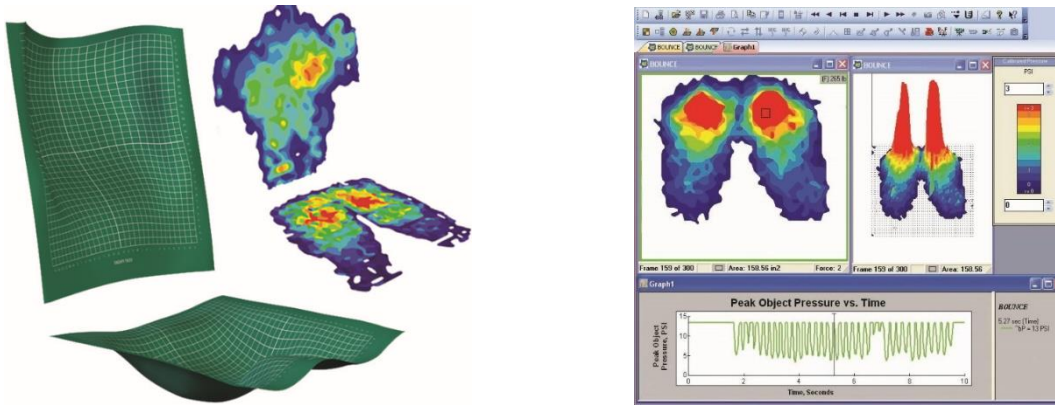 BOUNCE
BOUNCE
Graph1
BOUNCE
BOUNCE
Calibrated Pressure
PSI
3
0
Frame 159 of 300
Area: 158.56 in2
Force: 2
Frame 159 of 300
Area: 158.56
Graph1
Peak Object Pressure vs. Time
Peak Object
Pressure, PSI
15
10
5
0
0
2
4
6
8
10
Time, Seconds
BOUNCE
5.27 sec (Time)